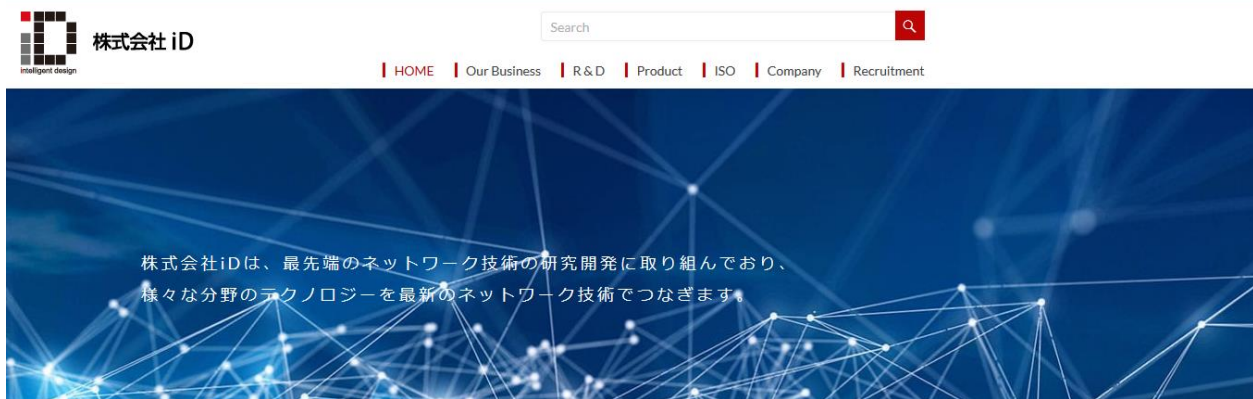 iD
intelligent design
株式会社 iD
Search
HOME
Our Business
R & D
Product
ISO
Company
Recruitment
株式会社iDは、最先端のネットワーク技術の研究開発に取り組んでおり、
様々な分野のテクノロジーを最新のネットワーク技術でつなぎます。